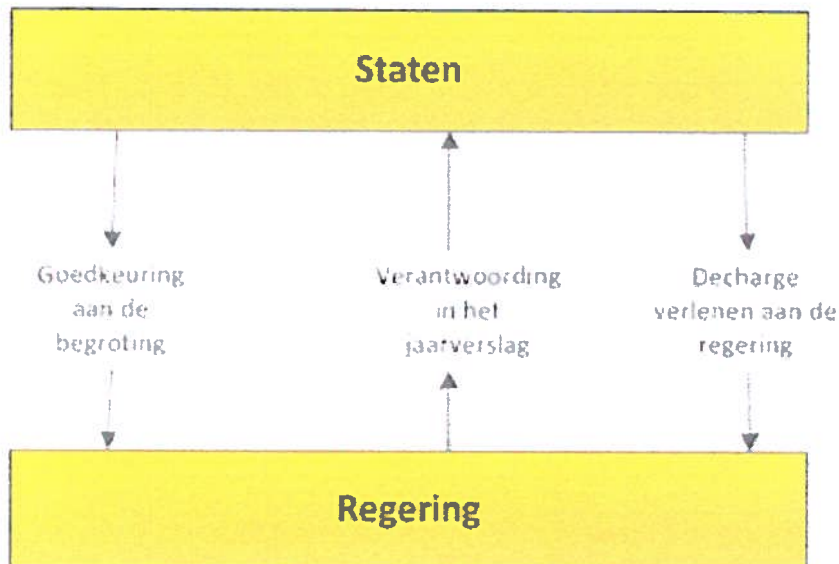 Staten
Goedkeuring
aan de
begroting
Verantwoording
in het
jaarverslag
Decharge
verlenen aan de
regering
Regering